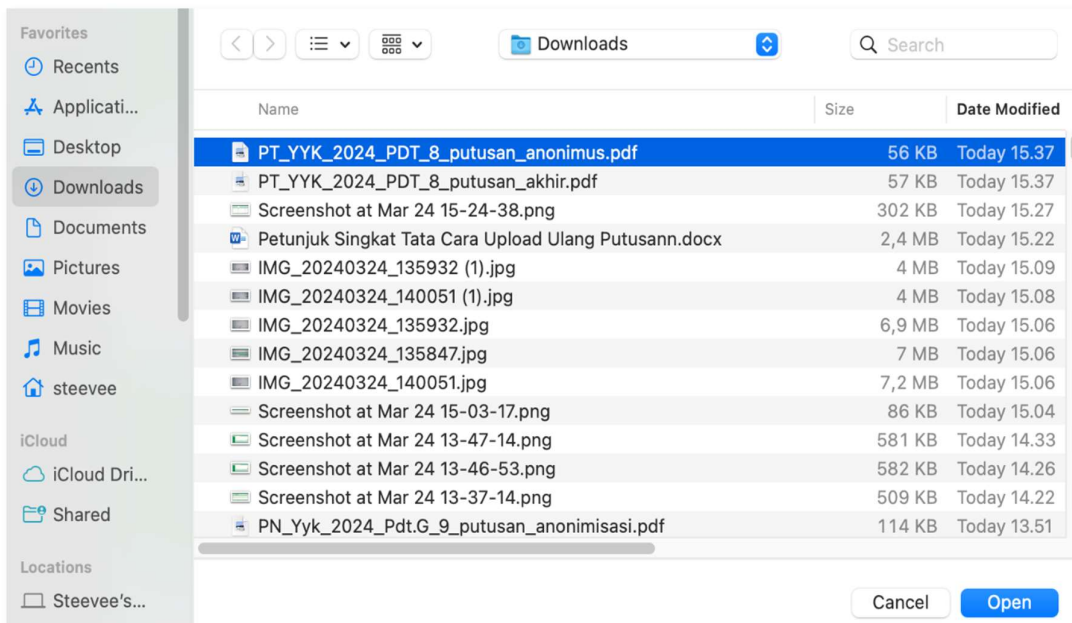 Favorites
Recents
Applicati...
Desktop
Downloads
Documents
Pictures
Movies
Music
steevee
iCloud
iCloud Dri...
Shared
Locations
Steevee's...
Downloads
Search
Name Size Date Modified
PT_YYK_2024_PDT_8_putusan_anonimus.pdf 56 KB Today 15.37
PT_YYK_2024_PDT_8_putusan_akhir.pdf 57 KB Today 15.37
Screenshot at Mar 24 15-24-38.png 302 KB Today 15.27
Petunjuk Singkat Tata Cara Upload Ulang Putusann.docx 2,4 MB Today 15.22
IMG_20240324_135932 (1).jpg 4 MB Today 15.09
IMG_20240324_140051 (1).jpg 4 MB Today 15.08
IMG_20240324_135932.jpg 6,9 MB Today 15.06
IMG_20240324_135847.jpg 7 MB Today 15.06
IMG_20240324_140051.jpg 7,2 MB Today 15.06
Screenshot at Mar 24 15-03-17.png 86 KB Today 15.04
Screenshot at Mar 24 13-47-14.png 581 KB Today 14.33
Screenshot at Mar 24 13-46-53.png 582 KB Today 14.26
Screenshot at Mar 24 13-37-14.png 509 KB Today 14.22
PN_Yyk_2024_Pdt.G_9_putusan_anonimisasi.pdf 114 KB Today 13.51
Cancel Open